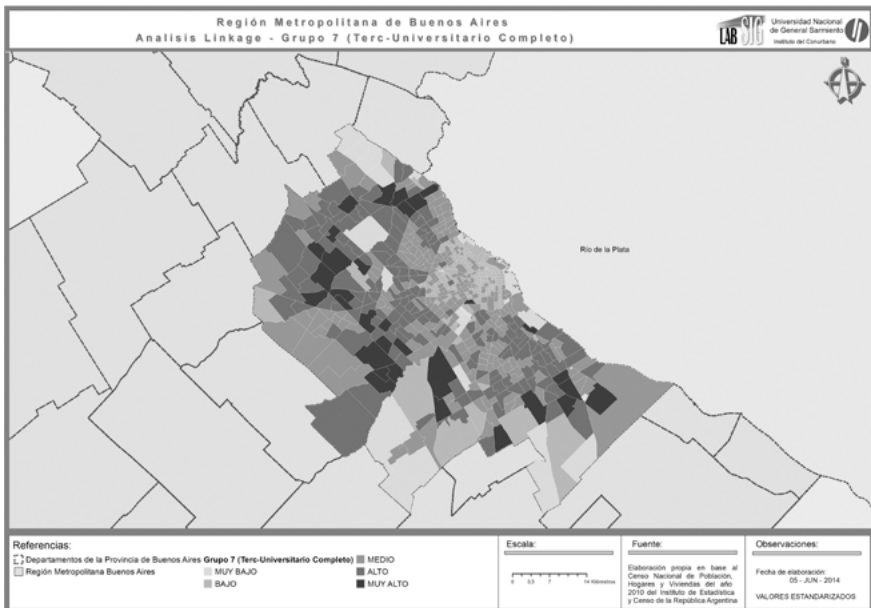 Región Metropolitana de Buenos Aires
Analisis Linkage - Grupo 7 (Terc-Universitario Completo)
LAB SIG
Universidad Nacional
de General Sarmiento
Instituto del Conurbano
Río de la Plata
Referencias:
Departamentos de la Provincia de Buenos Aires
Región Metropolitana Buenos Aires
Grupo 7 (Terc-Universitario Completo)
MUY BAJO
BAJO
MEDIO
ALTO
MUY ALTO
Escala:
0 3,5 7 14 Kilómetros
Fuente:
Elaboración propia en base al
Censo Nacional de Población,
Hogares y Viviendas del año
2010 del Instituto de Estadística
y Censo de la República Argentina
Observaciones:
Fecha de elaboración:
05 - JUN - 2014
VALORES ESTANDARIZADOS